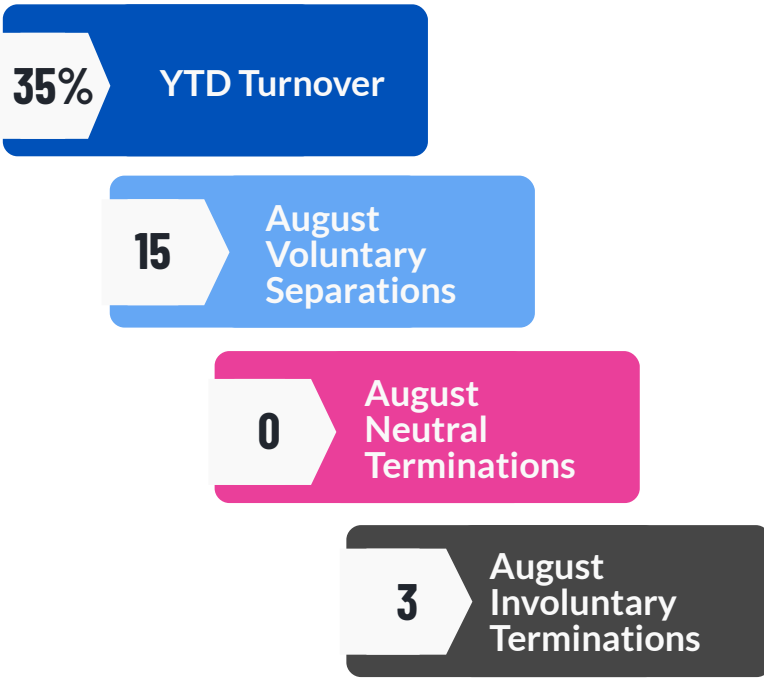 35%
YTD Turnover
15
August
Voluntary
Separations
0
August
Neutral
Terminations
3
August
Involuntary
Terminations